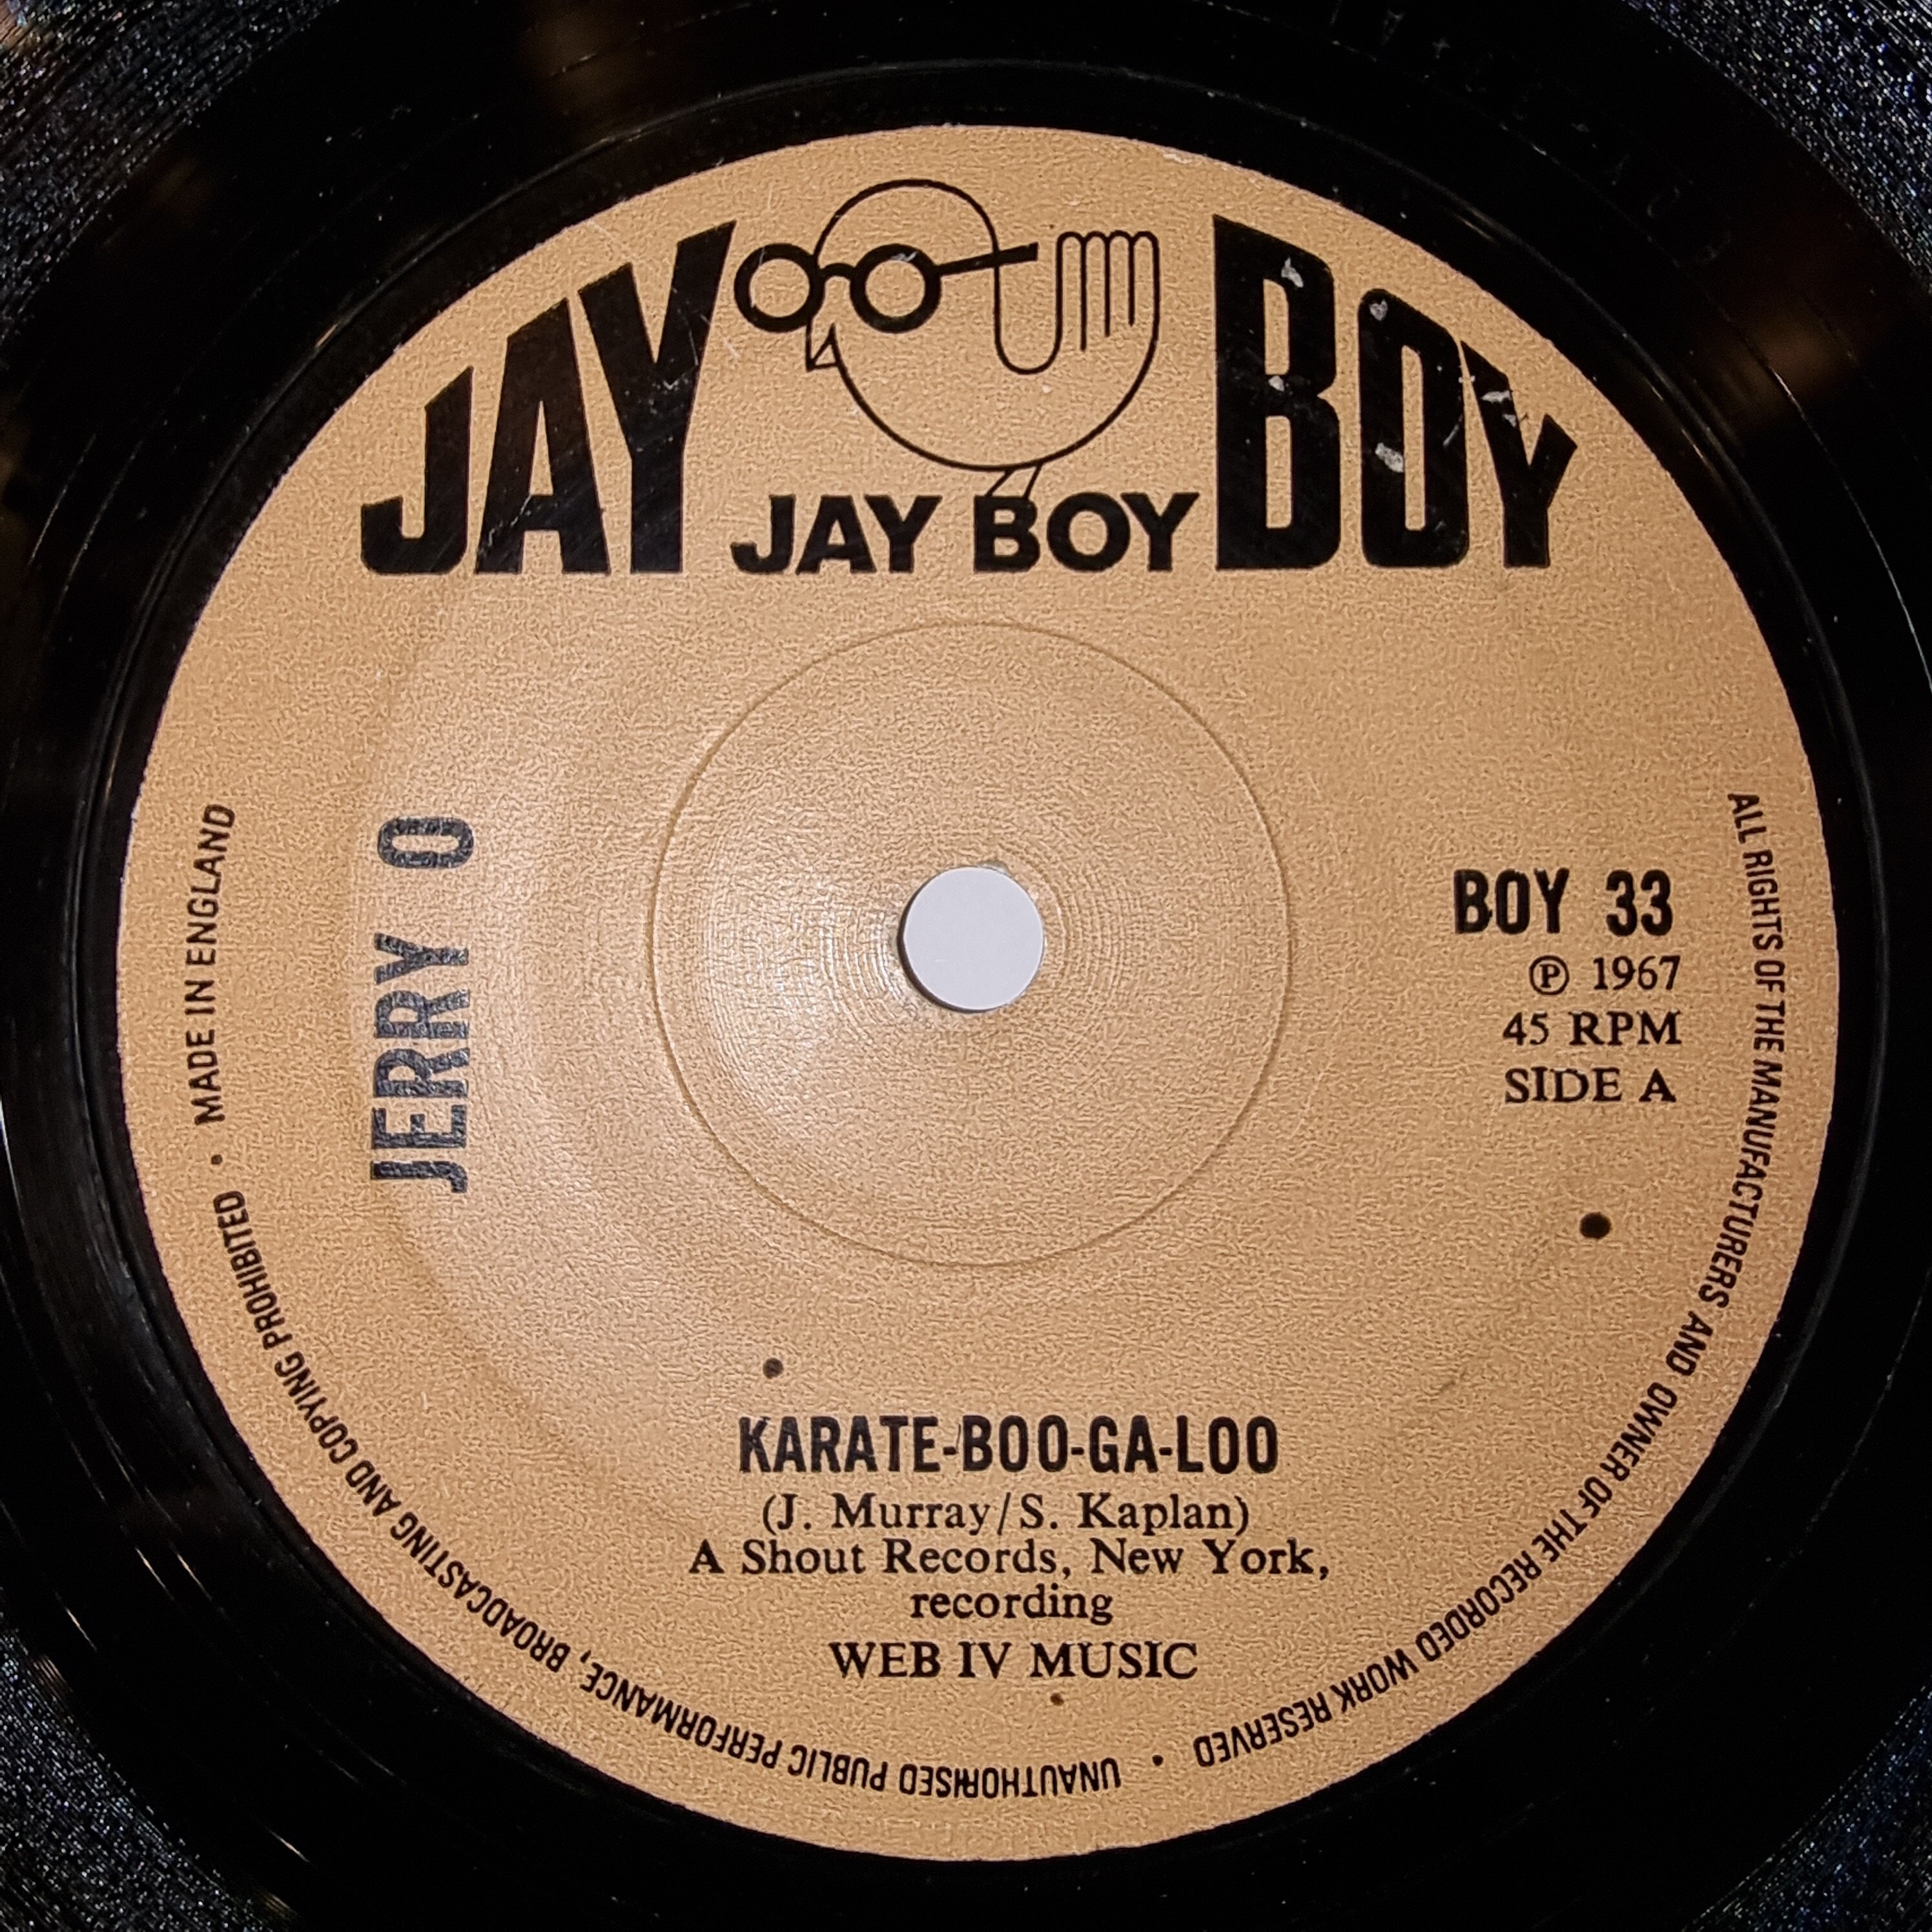 JAY BOY
JAY BOY
JERRY O
BOY 33
Ⓟ 1967
45 RPM
SIDE A
KARATE-BOO-GA-LOO
(J. Murray/S. Kaplan)
A Shout Records, New York,
recording
WEB IV MUSIC
ALL RIGHTS OF THE MANUFACTURERS AND OWNER OF THE RECORDED WORK RESERVED • UNAUTHORISED PUBLIC PERFORMANCE, BROADCASTING AND COPYING PROHIBITED • MADE IN ENGLAND